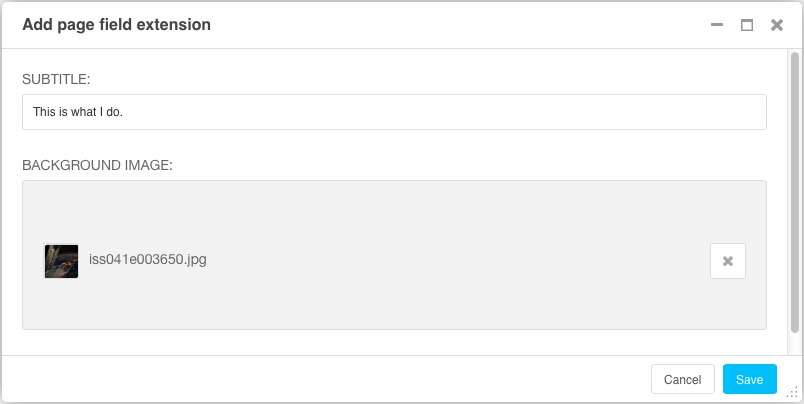 Add page field extension
SUBTITLE:
This is what I do.
BACKGROUND IMAGE:
iss041e003650.jpg
Cancel
Save